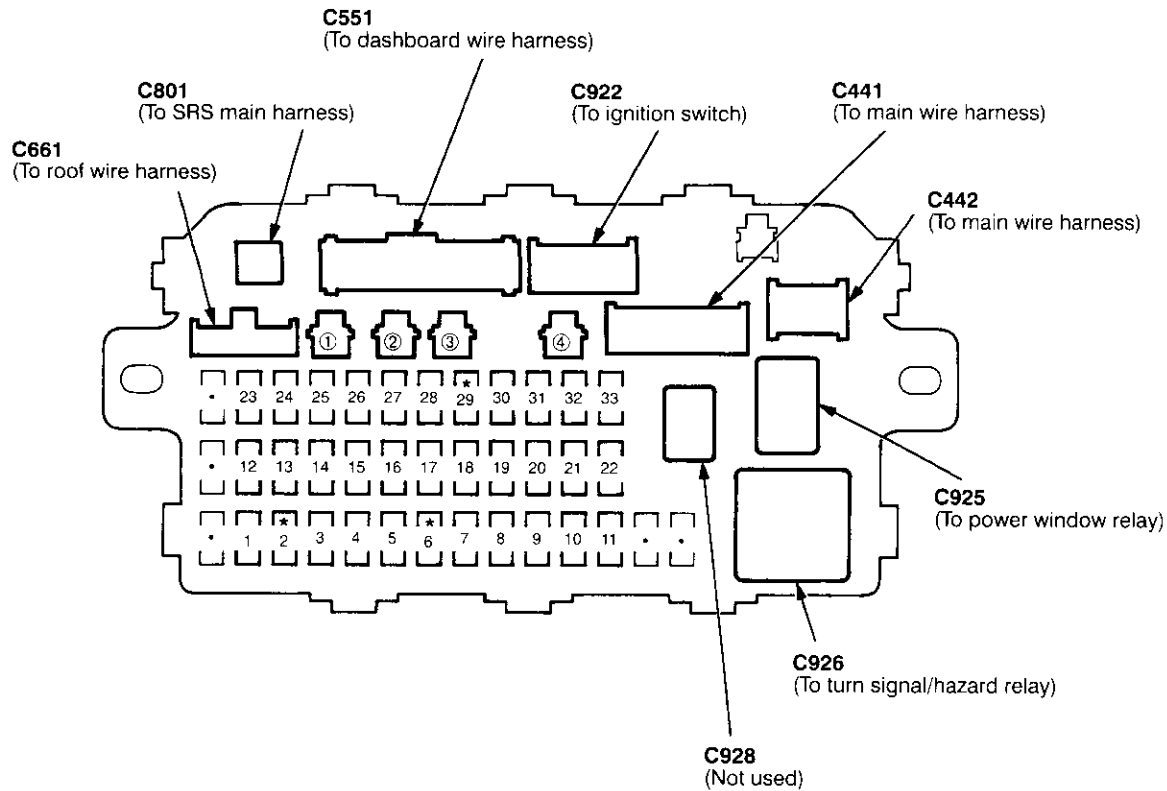 C551
(To dashboard wire harness)
C801
(To SRS main harness)
C922
(To ignition switch)
C441
(To main wire harness)
C661
(To roof wire harness)
C442
(To main wire harness)
① ② ③ ④
* 
• 23 24 25 26 27 28 29 30 31 32 33
• 12 13 14 15 16 17 18 19 20 21 22
* *
• 1 2 3 4 5 6 7 8 9 10 11 • •
C925
(To power window relay)
C926
(To turn signal/hazard relay)
C928
(Not used)